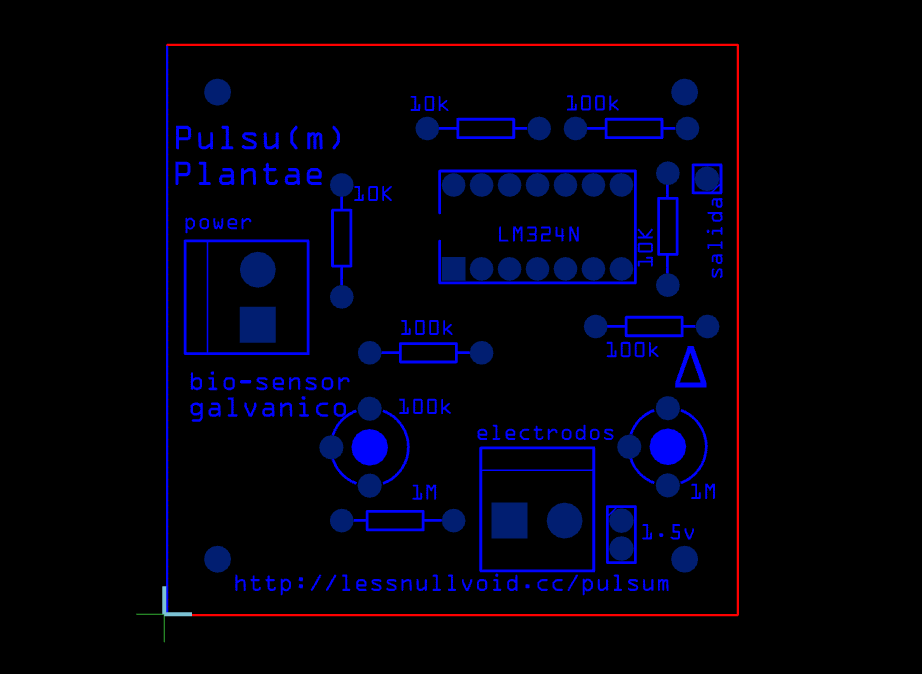 10k
100k
Pulsu(m)
Plantae
10K
power
LM324N
10K
salida
100k
100k
bio-sensor
galvanico
100k
electrodos
1M
1M
1.5v
http://lessnullvoid.cc/pulsum